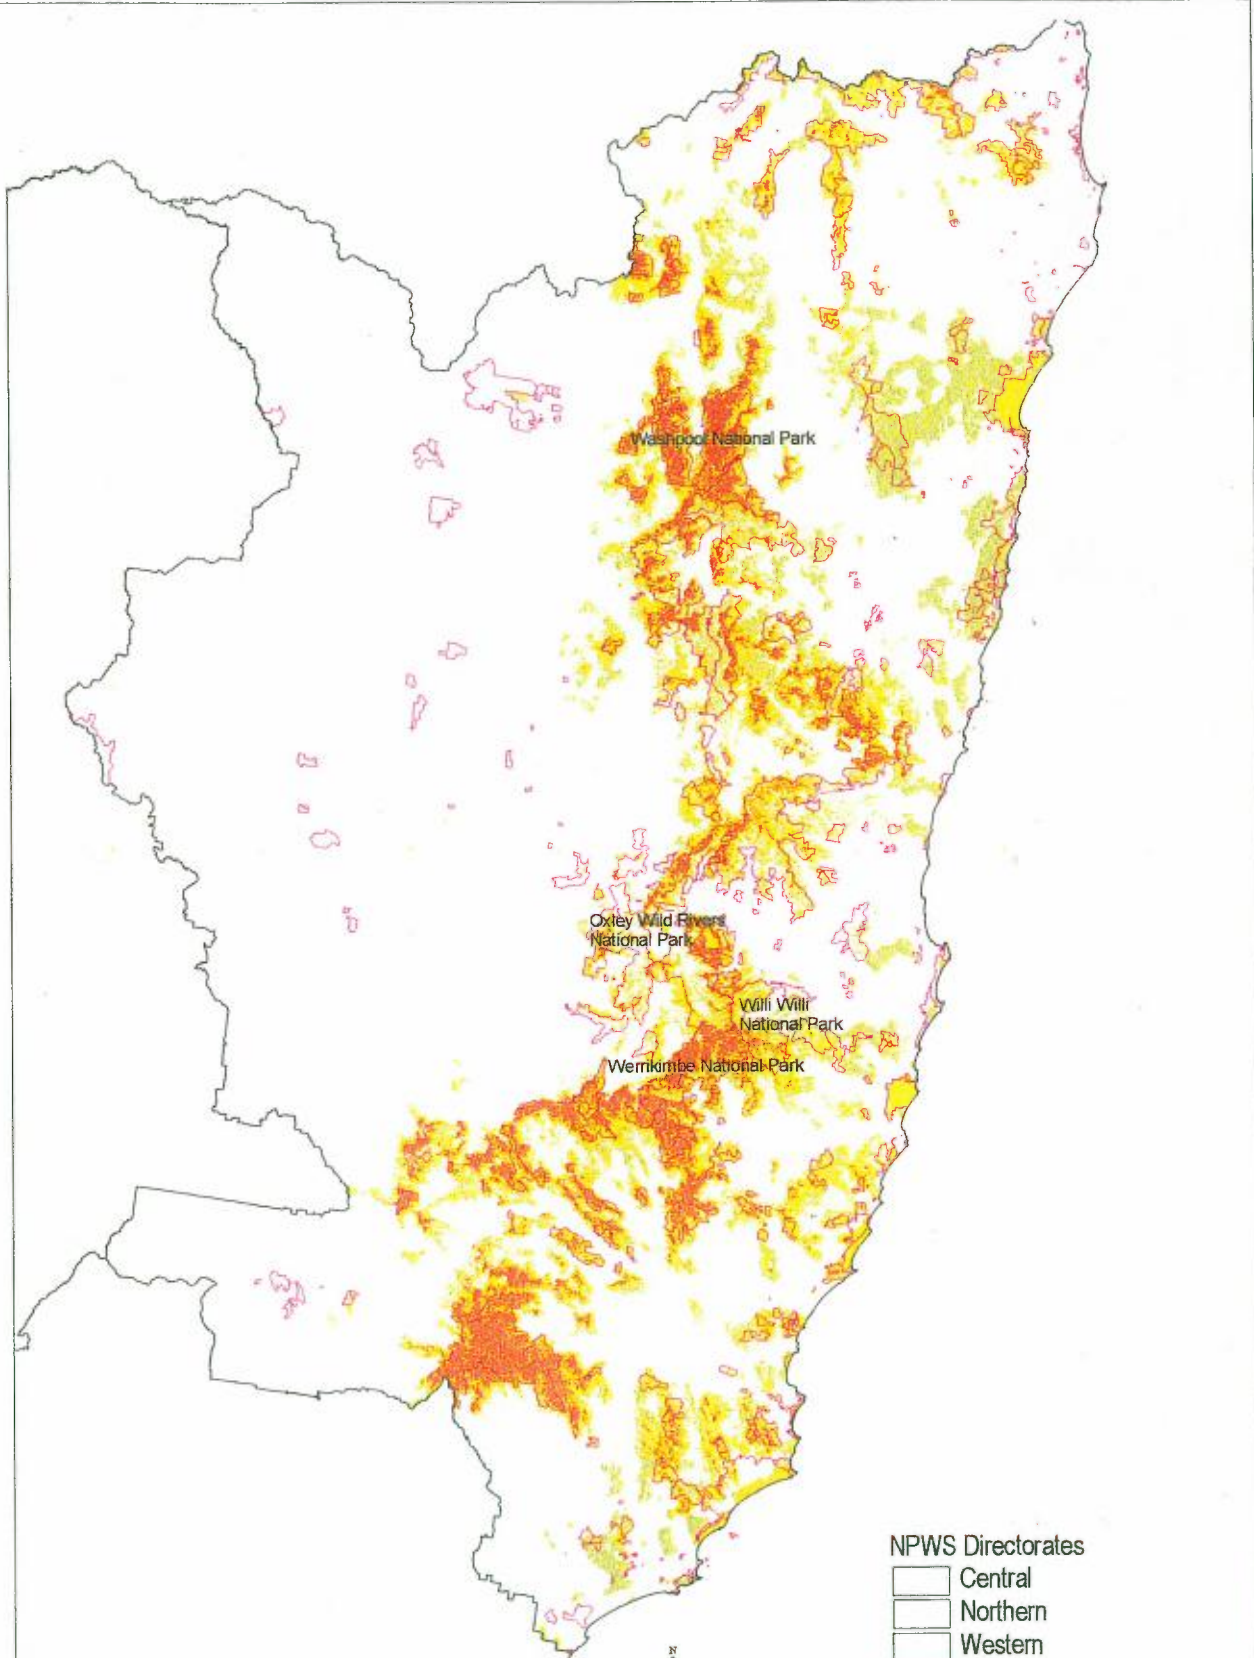 Washpool National Park
Oxley Wild Rivers
National Park
Willi Willi
National Park
Werrikimbe National Park
NPWS Directorates
Central
Northern
Western
N